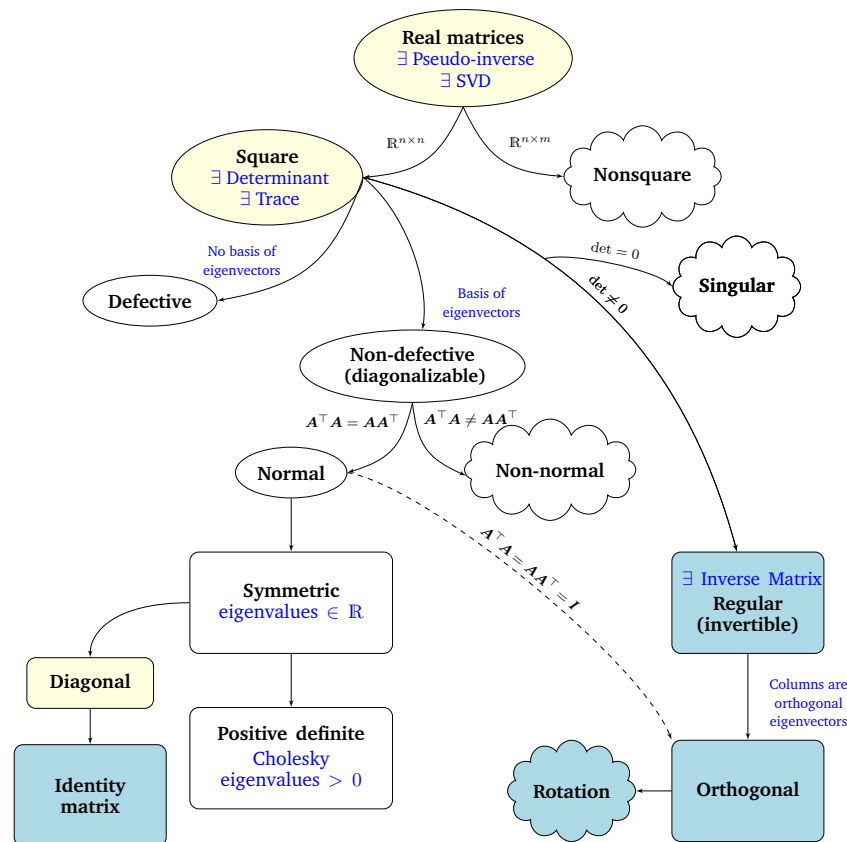 Real matrices
∃ Pseudo-inverse
∃ SVD
ℝⁿˣⁿ
ℝⁿˣᵐ
Square
∃ Determinant
∃ Trace
Nonsquare
No basis of
eigenvectors
det = 0
Singular
Defective
det ≠ 0
Basis of
eigenvectors
Non-defective
(diagonalizable)
A⊤A = AA⊤
A⊤A ≠ AA⊤
Normal
Non-normal
A⊤A = AA⊤ = I
∃ Inverse Matrix
Regular
(invertible)
Symmetric
eigenvalues ∈ ℝ
Diagonal
Columns are
orthogonal
eigenvectors
Positive definite
Cholesky
eigenvalues > 0
Identity
matrix
Rotation
Orthogonal